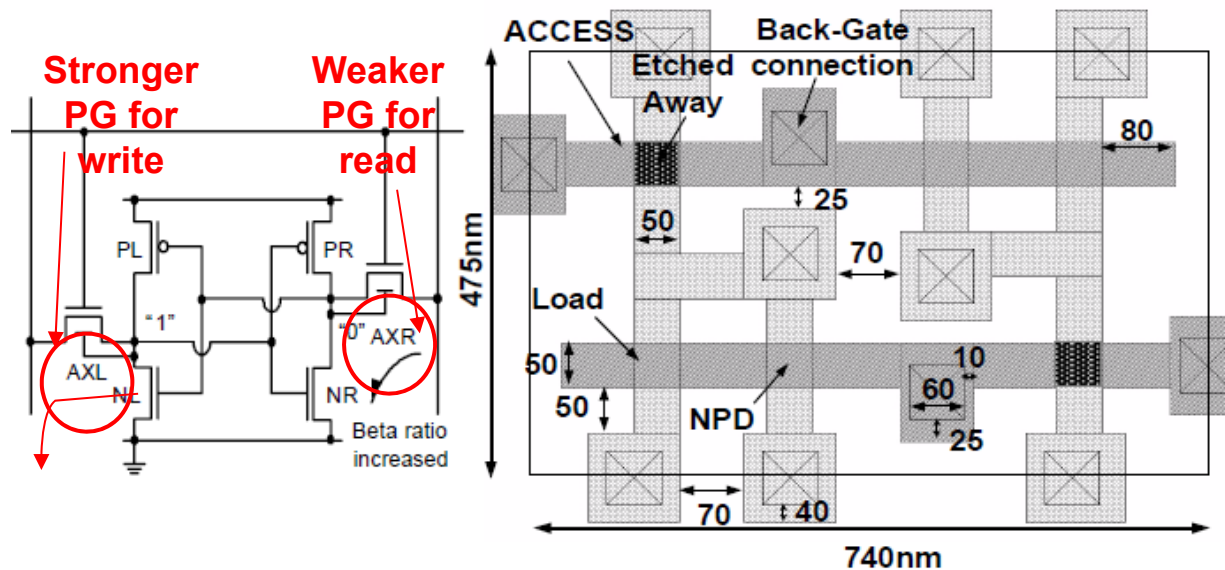 Stronger
PG for
write
Weaker
PG for
read
PL
PR
"1"
"0"
AXR
AXL
NL
NR
Beta ratio
increased
ACCESS
Etched
Away
Back-Gate
connection
80
50
25
70
475nm
Load
50
50
10
60
25
NPD
70
40
740nm